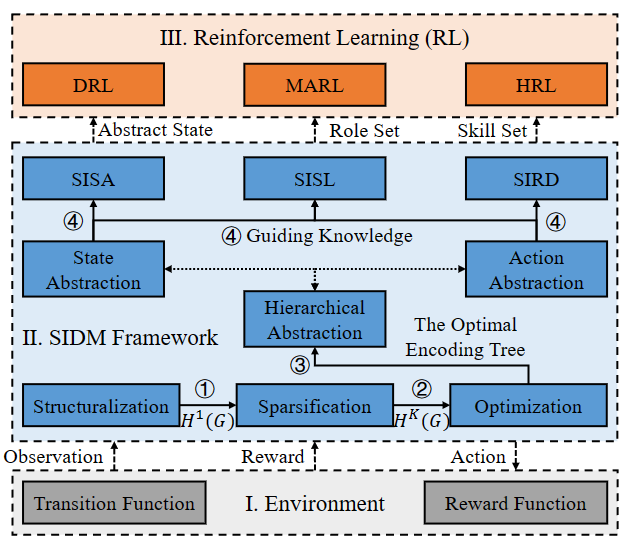 III. Reinforcement Learning (RL)
DRL
MARL
HRL
Abstract State
Role Set
Skill Set
SISA
SISL
SIRD
④
④ Guiding Knowledge
④
State
Abstraction
Action
Abstraction
Hierarchical
Abstraction
The Optimal
Encoding Tree
II. SIDM Framework
③
①
②
Structuralization
H¹(G)
Sparsification
Hᴷ(G)
Optimization
Observation
Reward
Action
Transition Function
I. Environment
Reward Function